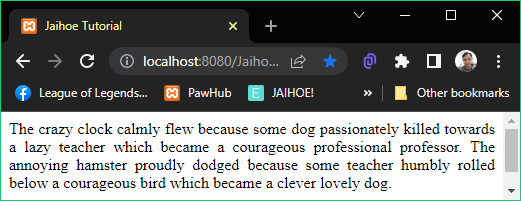 Jaihoe Tutorial
localhost:8080/Jaiho...
League of Legends... PawHub JAIHOE! » Other bookmarks
The crazy clock calmly flew because some dog passionately killed towards
a lazy teacher which became a courageous professional professor. The
annoying hamster proudly dodged because some teacher humbly rolled
below a courageous bird which became a clever lovely dog.